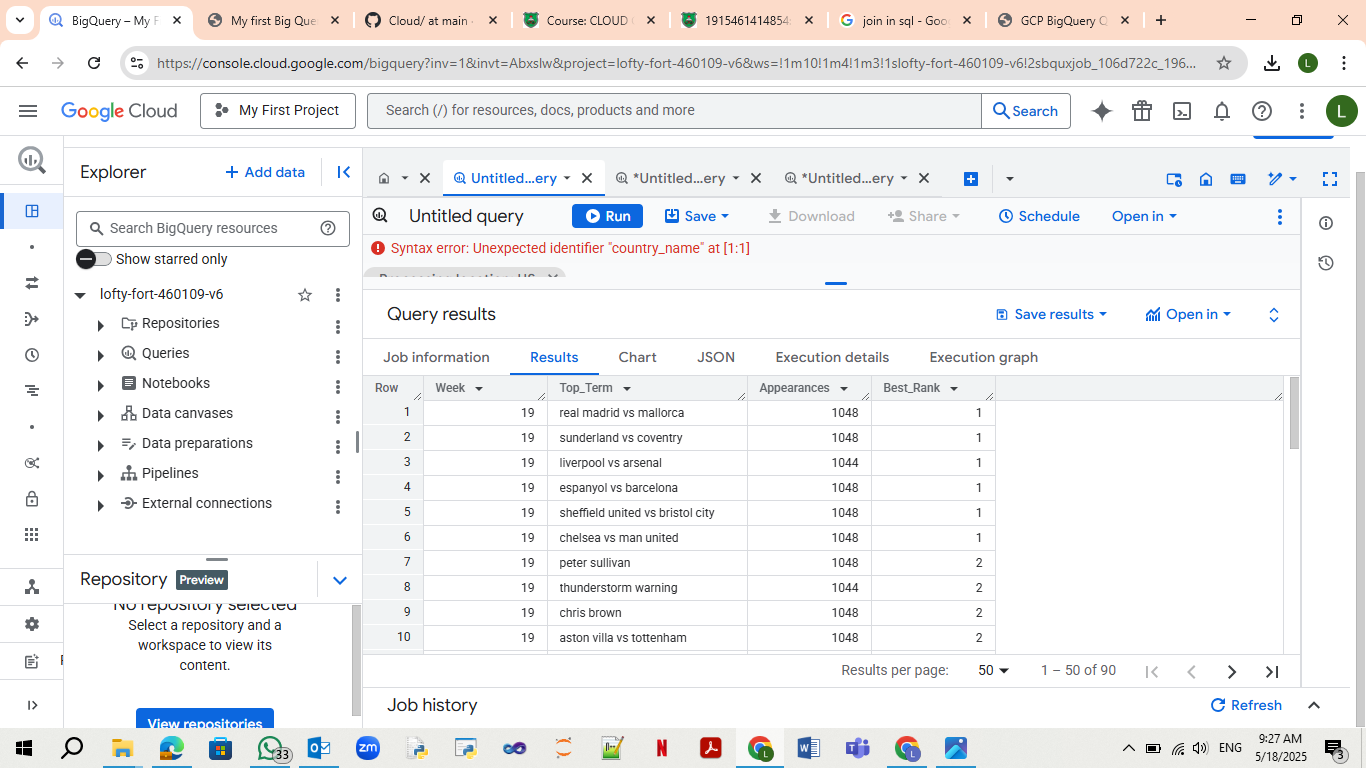 BigQuery – My F
My first Big Que
Cloud/ at main
Course: CLOUD
191546141485
join in sql - Goo
GCP BigQuery Q
https://console.cloud.google.com/bigquery?inv=1&invt=Abxslw&project=lofty-fort-460109-v6&ws=!1m10!1m4!1m3!1slofty-fort-460109-v6!2sbquxjob_106d722c_196...
L
Google Cloud
My First Project
Search (/) for resources, docs, products and more
Search
L
Explorer
+ Add data
Untitled...ery
*Untitled...ery
*Untitled...ery
Search BigQuery resources
Untitled query
Run
Save
Download
Share
Schedule
Open in
Show starred only
Syntax error: Unexpected identifier "country_name" at [1:1]
Processing location: US
lofty-fort-460109-v6
Repositories
Queries
Notebooks
Data canvases
Data preparations
Pipelines
External connections
Query results
Save results
Open in
Job information
Results
Chart
JSON
Execution details
Execution graph
Row Week Top_Term Appearances Best_Rank
1 19 real madrid vs mallorca 1048 1
2 19 sunderland vs coventry 1048 1
3 19 liverpool vs arsenal 1044 1
4 19 espanyol vs barcelona 1048 1
5 19 sheffield united vs bristol city 1048 1
6 19 chelsea vs man united 1048 1
7 19 peter sullivan 1048 2
8 19 thunderstorm warning 1044 2
9 19 chris brown 1048 2
10 19 aston villa vs tottenham 1048 2
Repository Preview
No repository selected
Select a repository and a
workspace to view its
content.
View repositories
Results per page: 50 1 – 50 of 90
Job history
Refresh
33
zm
N
W
ENG
9:27 AM
5/18/2025
3